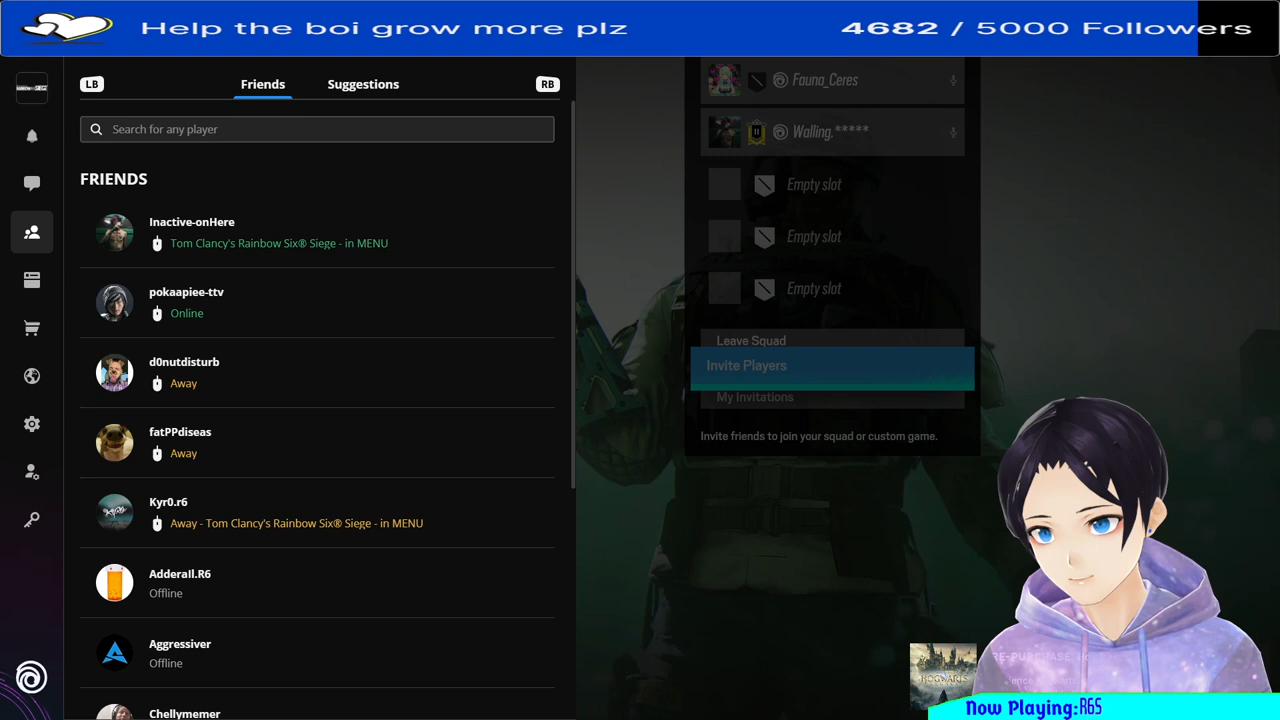 Help the boi grow more plz
4682 / 5000 Followers
LB
Friends
Suggestions
RB
Search for any player
FRIENDS
Inactive-onHere
Tom Clancy's Rainbow Six® Siege - in MENU
pokaapiee-ttv
Online
d0nutdisturb
Away
fatPPdiseas
Away
Kyr0.r6
Away - Tom Clancy's Rainbow Six® Siege - in MENU
Adderall.R6
Offline
Aggressiver
Offline
Chellymemer
Fauna_Ceres
Walling.*****
Empty slot
Empty slot
Empty slot
Leave Squad
Invite Players
My Invitations
Invite friends to join your squad or custom game.
HOGWARTS
RE-PURCHASE
Now Playing:R6S